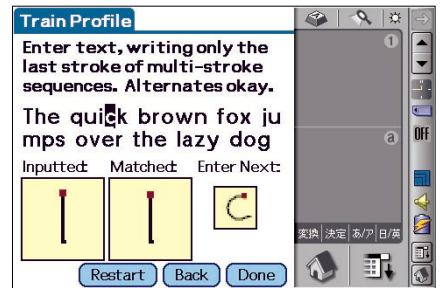 Train Profile
Enter text, writing only the
last stroke of multi-stroke
sequences. Alternates okay.
The quick brown fox ju
mps over the lazy dog
Inputted: Matched: Enter Next:
Restart Back Done
1
a
OFF
変換 決定 あ/ア 日/英